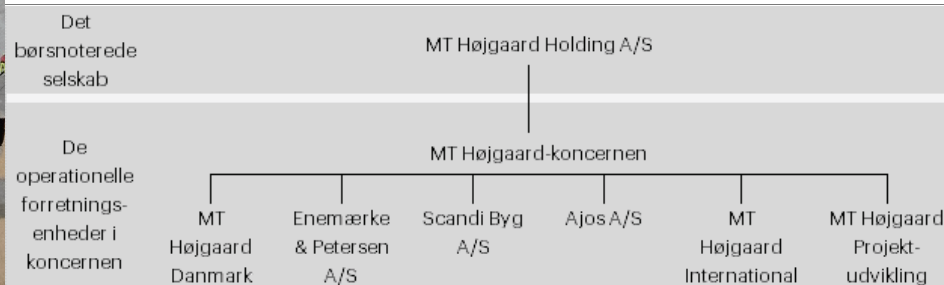 Det
børsnoterede
selskab
MT Højgaard Holding A/S
De
operationelle
forretnings-
enheder i
koncernen
MT Højgaard-koncernen
MT
Højgaard
Danmark
Enemærke
& Petersen
A/S
Scandi Byg
A/S
Ajos A/S
MT
Højgaard
International
MT Højgaard
Projekt-
udvikling